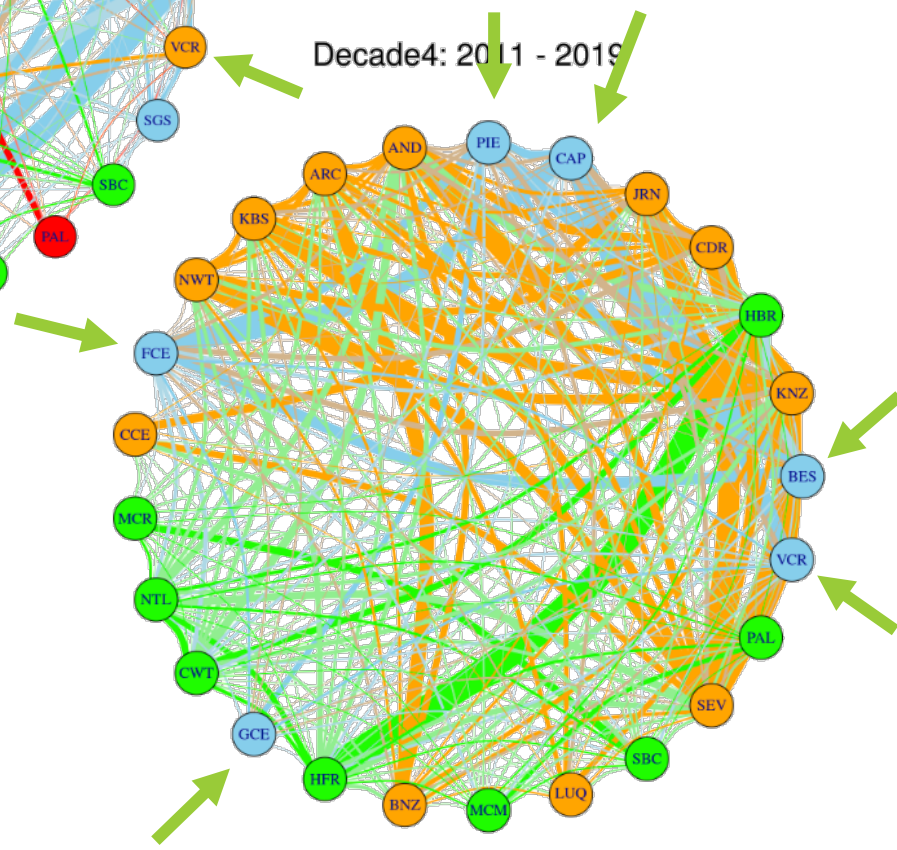 VCR
SGS
SBC
PAL
Decade4: 2011 - 2019
PIE
CAP
AND
JRN
ARC
CDR
KBS
HBR
NWT
KNZ
FCE
BES
CCE
VCR
MCR
PAL
NTL
SEV
CWT
SBC
GCE
LUQ
HFR
MCM
BNZ